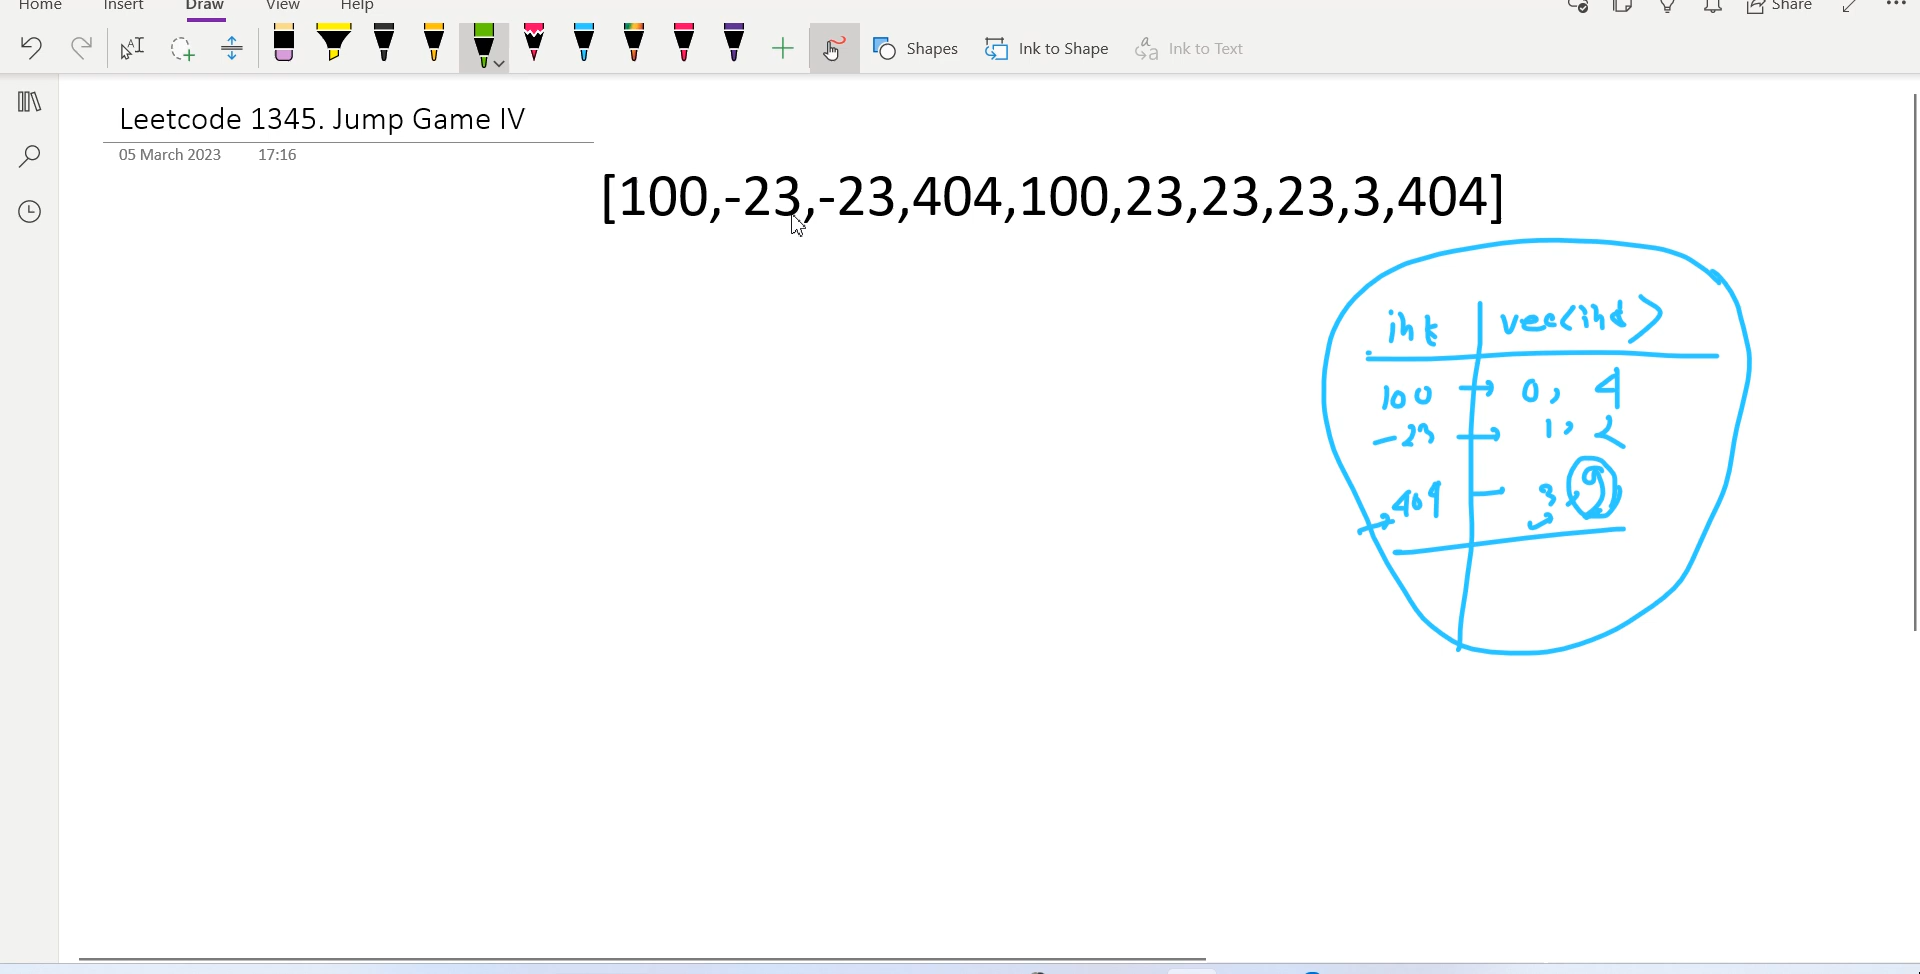 Home Insert Draw View Help Share
Shapes Ink to Shape Ink to Text
Leetcode 1345. Jump Game IV
05 March 2023 17:16
[100,-23,-23,404,100,23,23,23,3,404]
int vec<int>
100 → 0, 4
-23 → 1, 2
→ 404 - 3, 9